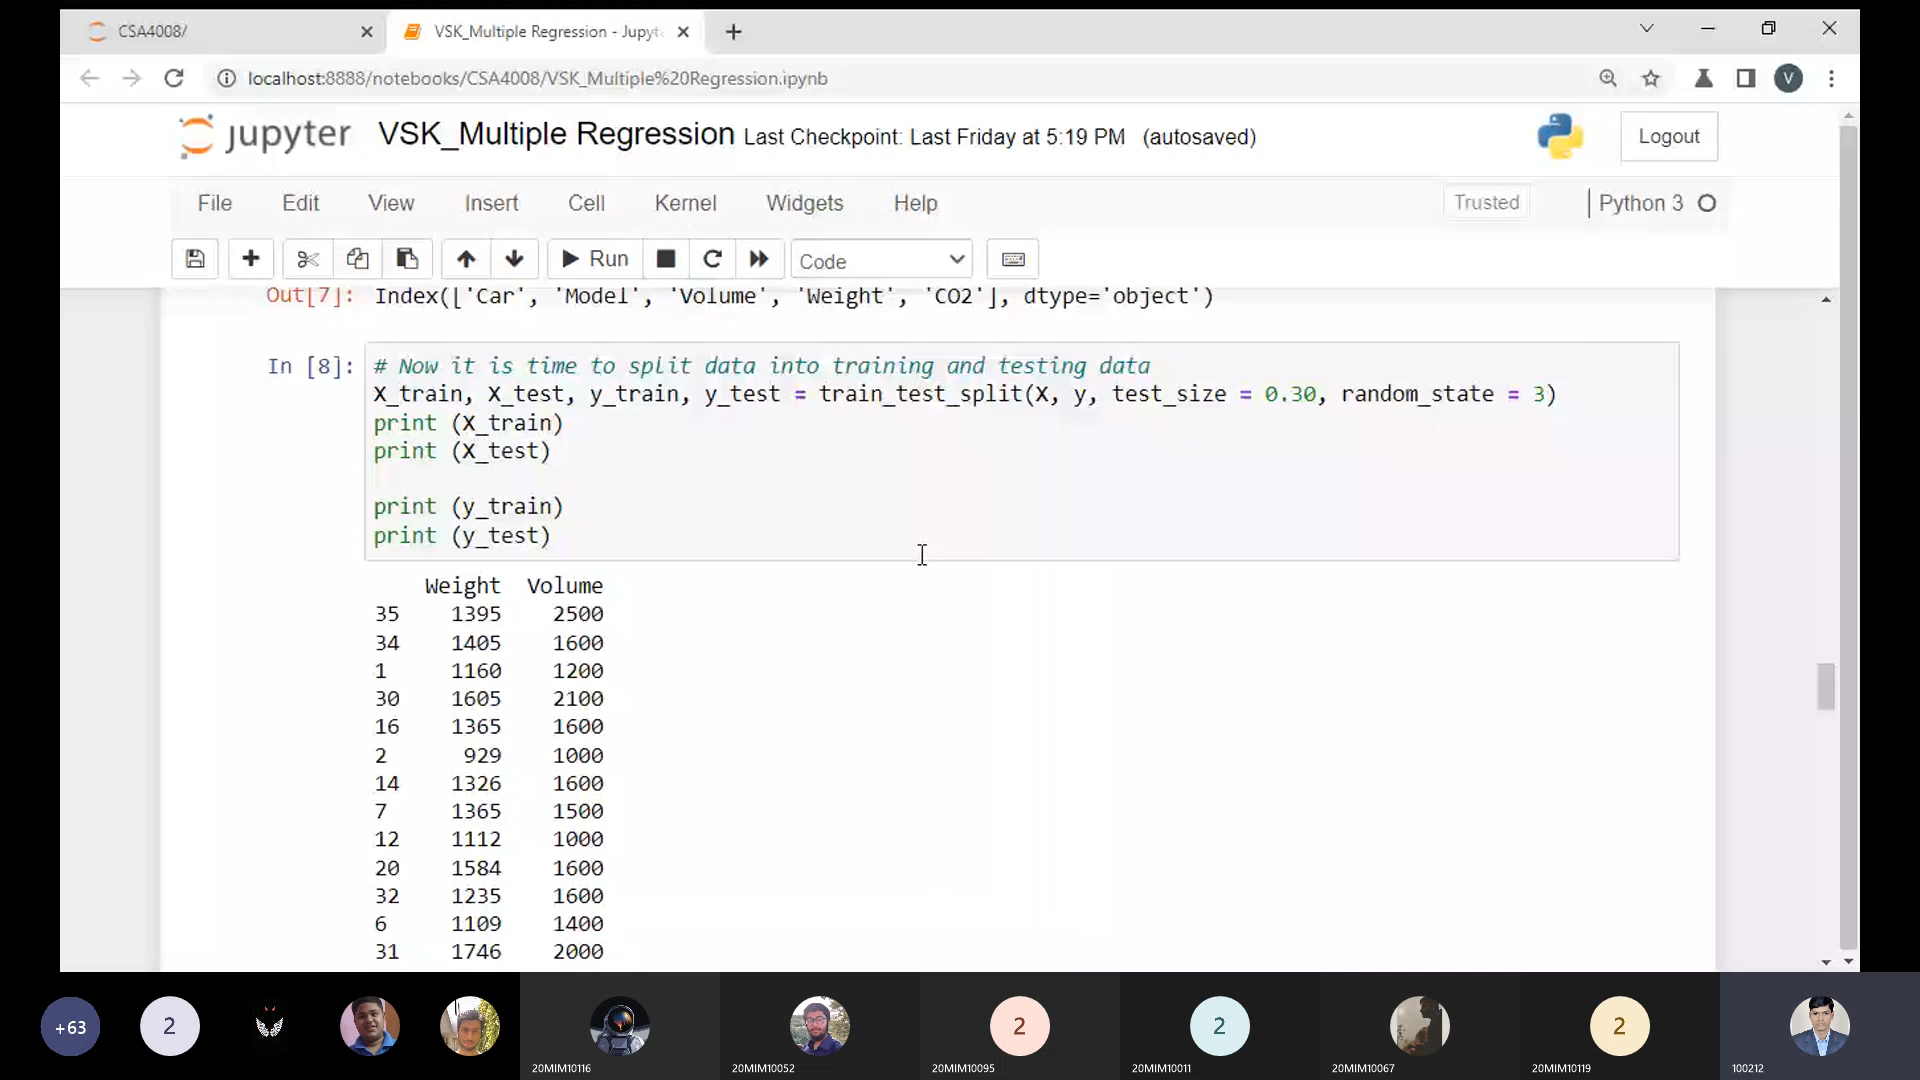 CSA4008/
VSK_Multiple Regression - Jupyt
localhost:8888/notebooks/CSA4008/VSK_Multiple%20Regression.ipynb
V
jupyter VSK_Multiple Regression Last Checkpoint: Last Friday at 5:19 PM (autosaved)
Logout
File Edit View Insert Cell Kernel Widgets Help
Trusted
Python 3
Run
Code
Out[7]: Index(['Car', 'Model', 'Volume', 'Weight', 'CO2'], dtype='object')
In [8]: # Now it is time to split data into training and testing data
X_train, X_test, y_train, y_test = train_test_split(X, y, test_size = 0.30, random_state = 3)
print (X_train)
print (X_test)
print (y_train)
print (y_test)
Weight Volume
35 1395 2500
34 1405 1600
1 1160 1200
30 1605 2100
16 1365 1600
2 929 1000
14 1326 1600
7 1365 1500
12 1112 1000
20 1584 1600
32 1235 1600
6 1109 1400
31 1746 2000
+63
2
2
2
2
20MIM10116
20MIM10052
20MIM10095
20MIM10011
20MIM10067
20MIM10119
100212